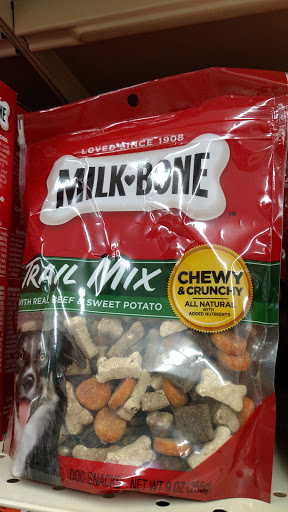 LOVED SINCE 1908
MILK-BONE
TRAIL MIX
WITH REAL BEEF & SWEET POTATO
CHEWY
& CRUNCHY
ALL NATURAL
WITH
ADDED NUTRIENTS
DOG SNACKS NET WT 9 OZ (255g)
NE